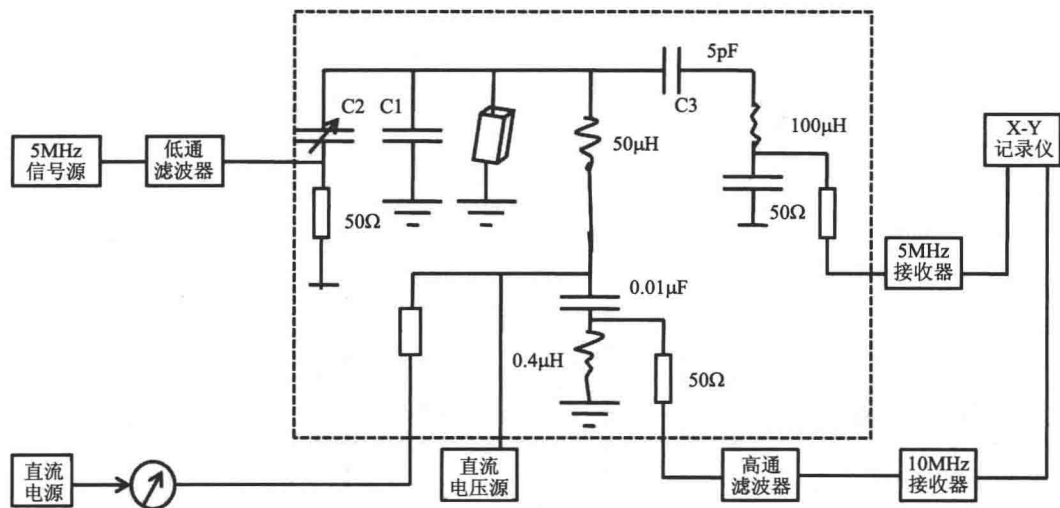 5pF
C2
C1
C3
100μH
X-Y
记录仪
50μH
5MHz
信号源
低通
滤波器
50Ω
50Ω
5MHz
接收器
0.01μF
0.4μH
50Ω
直流
电源
直流
电压源
高通
滤波器
10MHz
接收器